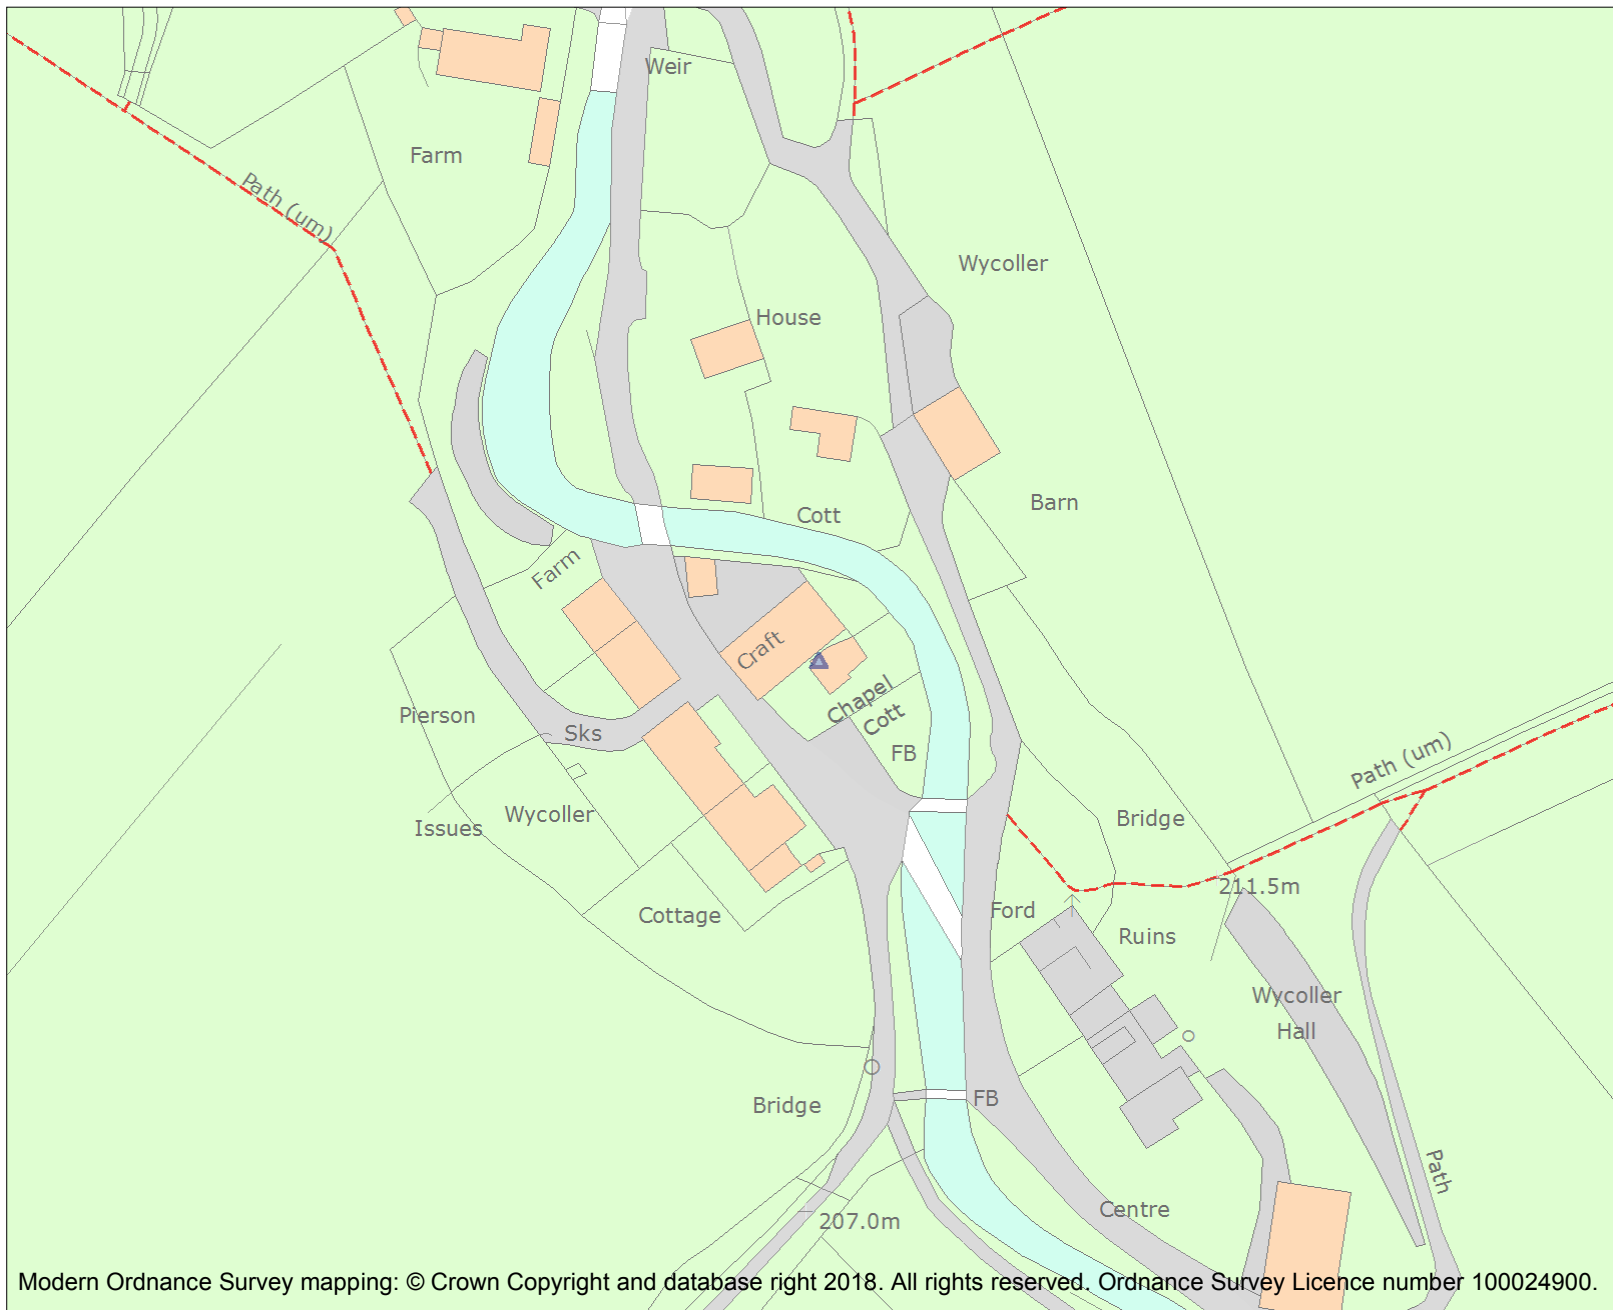 Weir
Farm
Path (um)
Wycoller
House
Barn
Cott
Farm
Craft
Chapel
Cott
Pierson
Sks
FB
Path (um)
Issues
Wycoller
Bridge
211.5m
Cottage
Ford
Ruins
Wycoller
Hall
Bridge
FB
Path
Centre
207.0m
Modern Ordnance Survey mapping: © Crown Copyright and database right 2018. All rights reserved. Ordnance Survey Licence number 100024900.